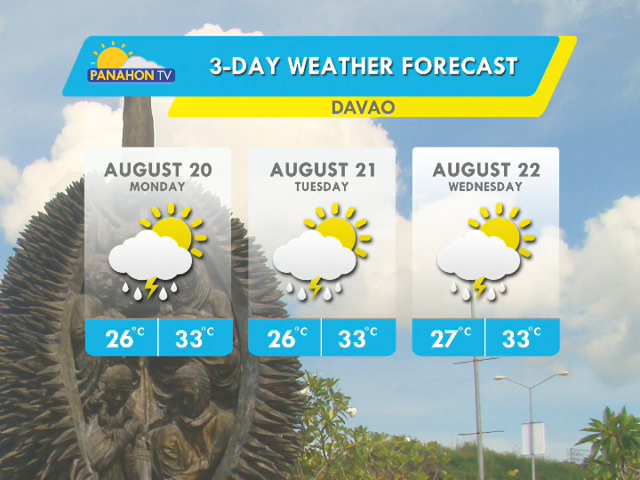 PANAHON TV
3-DAY WEATHER FORECAST
DAVAO
AUGUST 20
MONDAY
26°C 33°C
AUGUST 21
TUESDAY
26°C 33°C
AUGUST 22
WEDNESDAY
27°C 33°C